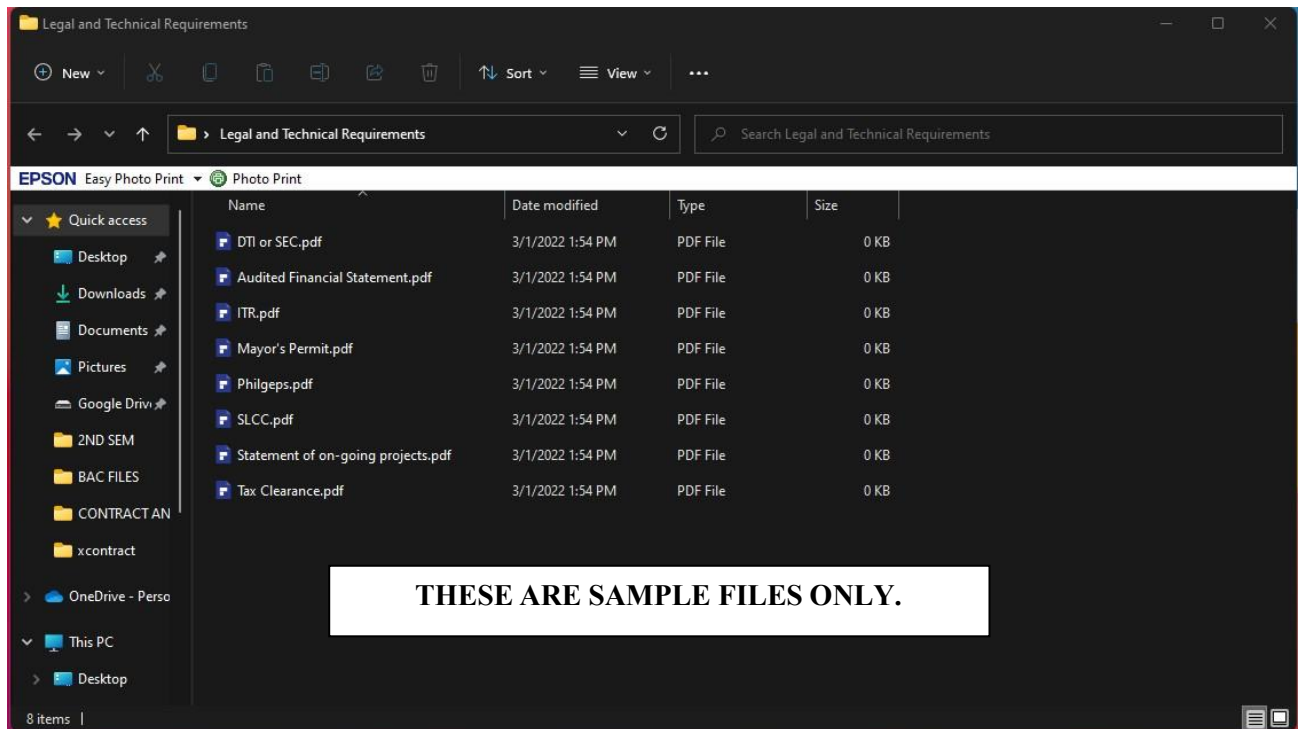 Legal and Technical Requirements
New Sort View ...
Legal and Technical Requirements Search Legal and Technical Requirements
EPSON Easy Photo Print Photo Print
Name Date modified Type Size
Quick access
Desktop
Downloads
Documents
Pictures
Google Driv
2ND SEM
BAC FILES
CONTRACT AN
xcontract
OneDrive - Perso
This PC
Desktop
DTI or SEC.pdf 3/1/2022 1:54 PM PDF File 0 KB
Audited Financial Statement.pdf 3/1/2022 1:54 PM PDF File 0 KB
ITR.pdf 3/1/2022 1:54 PM PDF File 0 KB
Mayor's Permit.pdf 3/1/2022 1:54 PM PDF File 0 KB
Philgeps.pdf 3/1/2022 1:54 PM PDF File 0 KB
SLCC.pdf 3/1/2022 1:54 PM PDF File 0 KB
Statement of on-going projects.pdf 3/1/2022 1:54 PM PDF File 0 KB
Tax Clearance.pdf 3/1/2022 1:54 PM PDF File 0 KB
THESE ARE SAMPLE FILES ONLY.
8 items